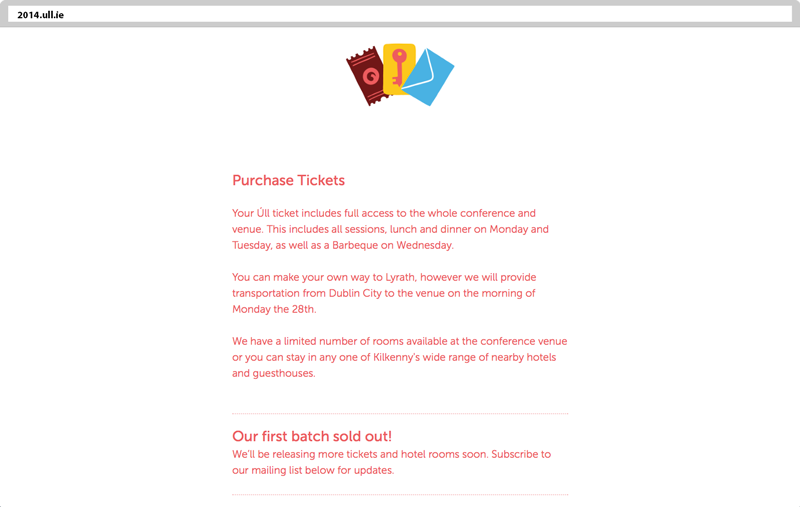 2014.ull.ie
Purchase Tickets
Your Úll ticket includes full access to the whole conference and
venue. This includes all sessions, lunch and dinner on Monday and
Tuesday, as well as a Barbeque on Wednesday.
You can make your own way to Lyrath, however we will provide
transportation from Dublin City to the venue on the morning of
Monday the 28th.
We have a limited number of rooms available at the conference venue
or you can stay in any one of Kilkenny's wide range of nearby hotels
and guesthouses.
Our first batch sold out!
We'll be releasing more tickets and hotel rooms soon. Subscribe to
our mailing list below for updates.